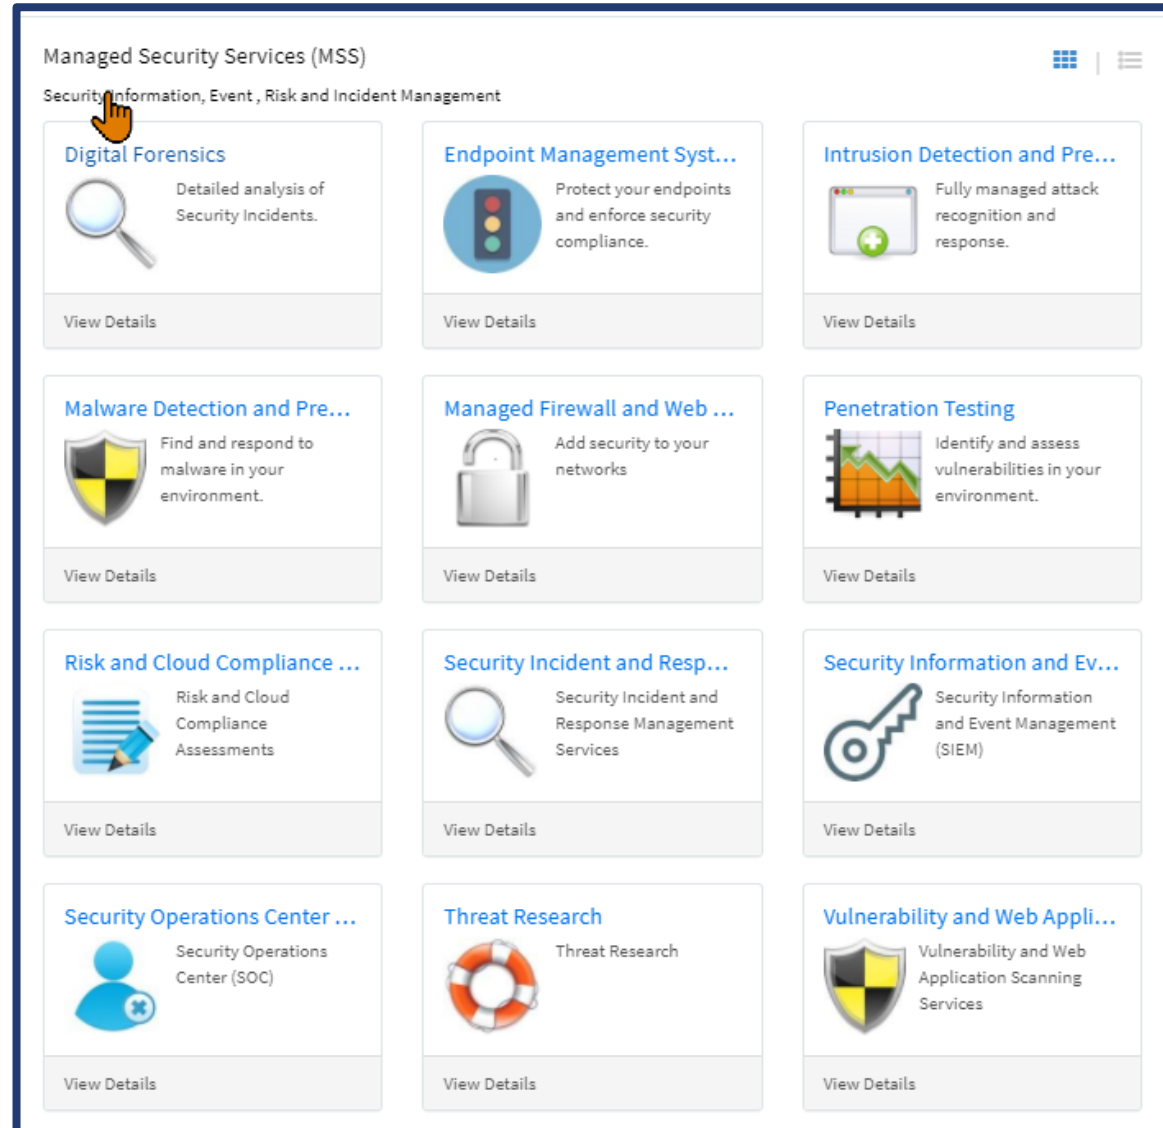 Managed Security Services (MSS)
Security Information, Event , Risk and Incident Management
Digital Forensics
Detailed analysis of
Security Incidents.
View Details
Endpoint Management Syst...
Protect your endpoints
and enforce security
compliance.
View Details
Intrusion Detection and Pre...
Fully managed attack
recognition and
response.
View Details
Malware Detection and Pre...
Find and respond to
malware in your
environment.
View Details
Managed Firewall and Web ...
Add security to your
networks
View Details
Penetration Testing
Identify and assess
vulnerabilities in your
environment.
View Details
Risk and Cloud Compliance ...
Risk and Cloud
Compliance
Assessments
View Details
Security Incident and Resp...
Security Incident and
Response Management
Services
View Details
Security Information and Ev...
Security Information
and Event Management
(SIEM)
View Details
Security Operations Center ...
Security Operations
Center (SOC)
View Details
Threat Research
Threat Research
View Details
Vulnerability and Web Appli...
Vulnerability and Web
Application Scanning
Services
View Details